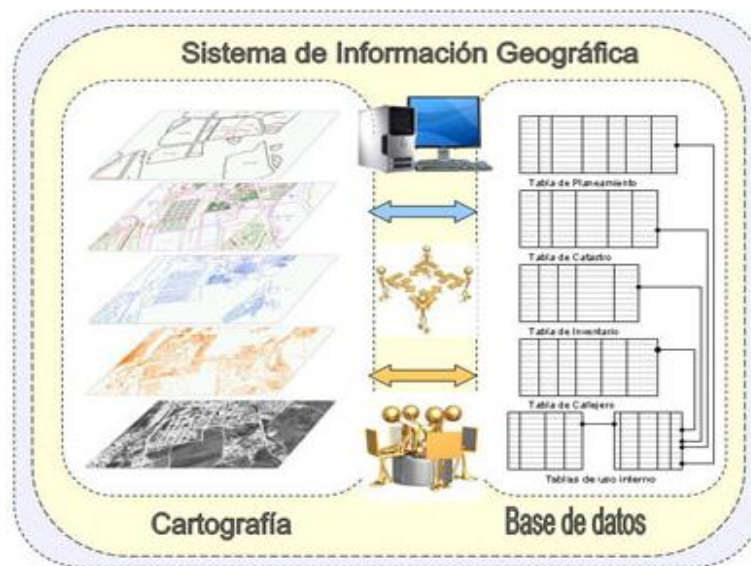 Sistema de Información Geográfica
Tabla de Planeamiento
Tabla de Catastro
Tabla de Inventario
Tabla de Callejero
Tablas de uso interno
Cartografía
Base de datos